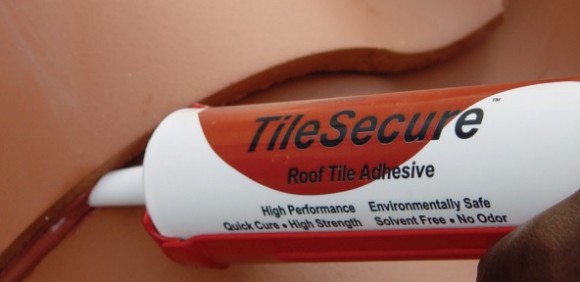 TileSecure™
Roof Tile Adhesive
High Performance Environmentally Safe
Quick Cure • High Strength Solvent Free • No Odor